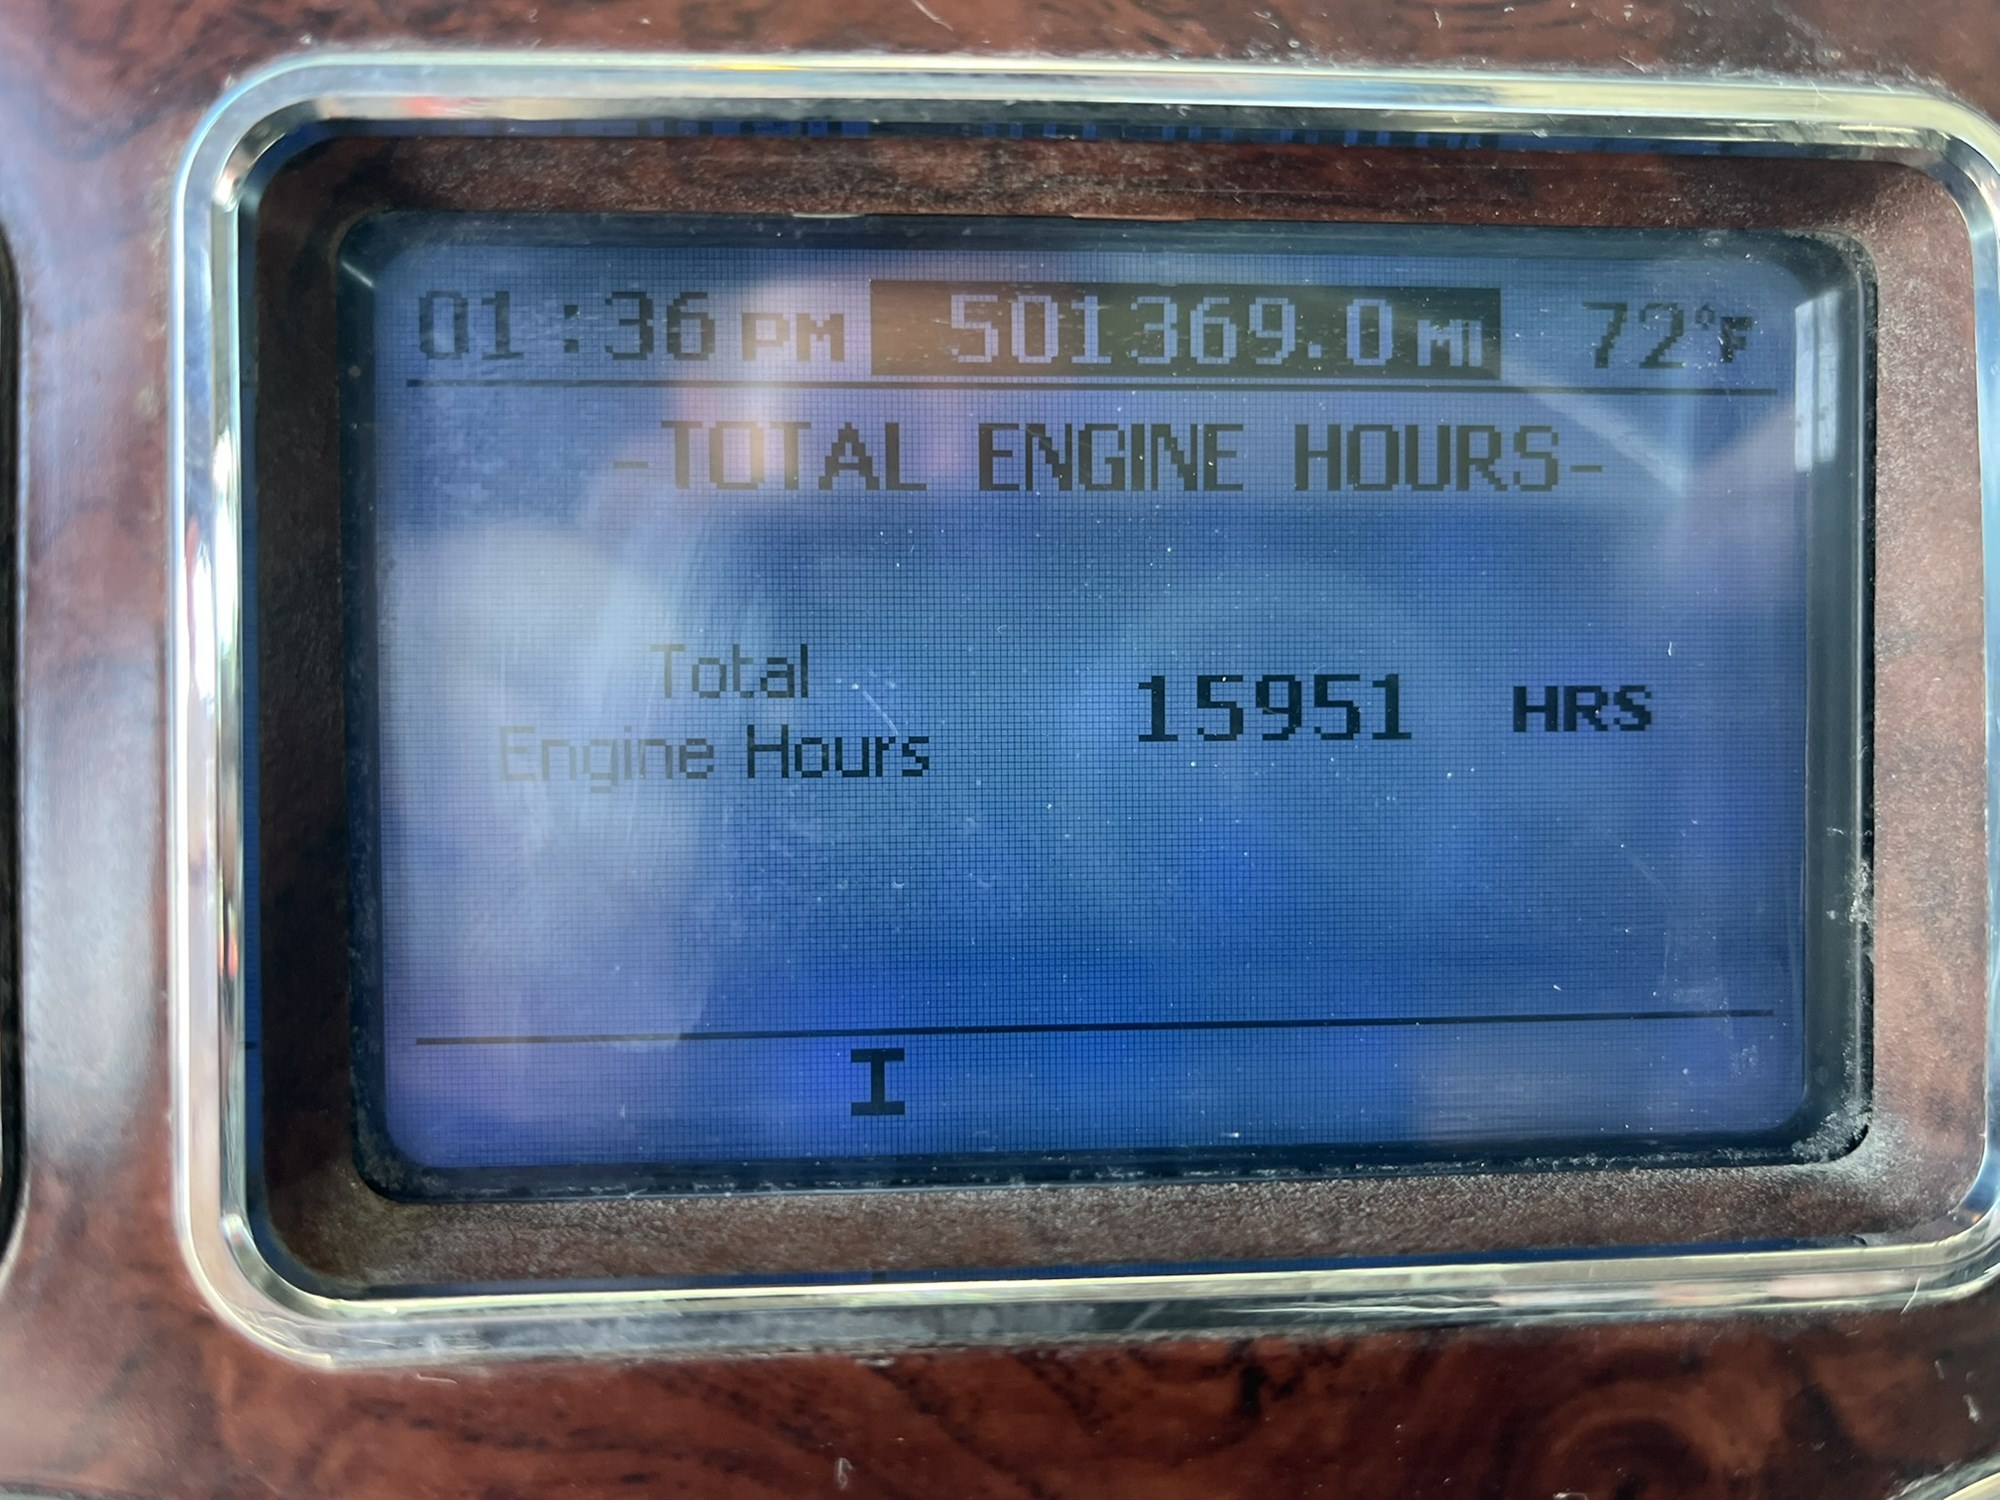 01:36 PM 501369.0 MI 72°F
-TOTAL ENGINE HOURS-
Total
Engine Hours 15951 HRS
I